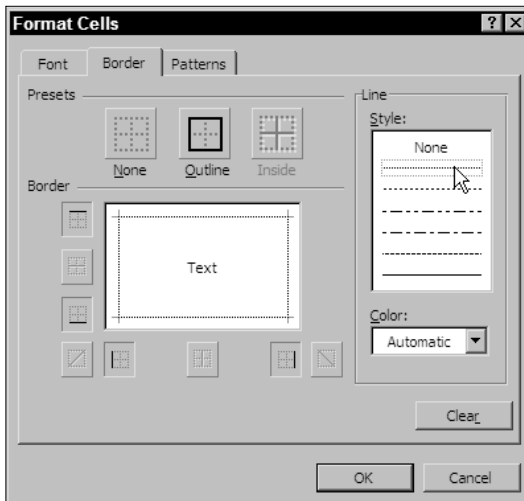 Format Cells
Font Border Patterns
Presets
None Outline Inside
Border
Text
Line
Style:
None
Color:
Automatic
Clear
OK Cancel